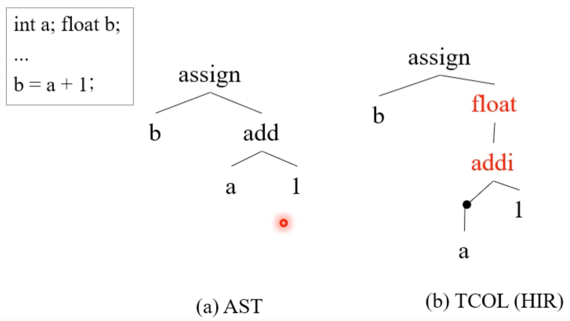 int a; float b;
...
b = a + 1;
assign
b
add
a
1
(a) AST
assign
b
float
addi
1
a
(b) TCOL (HIR)